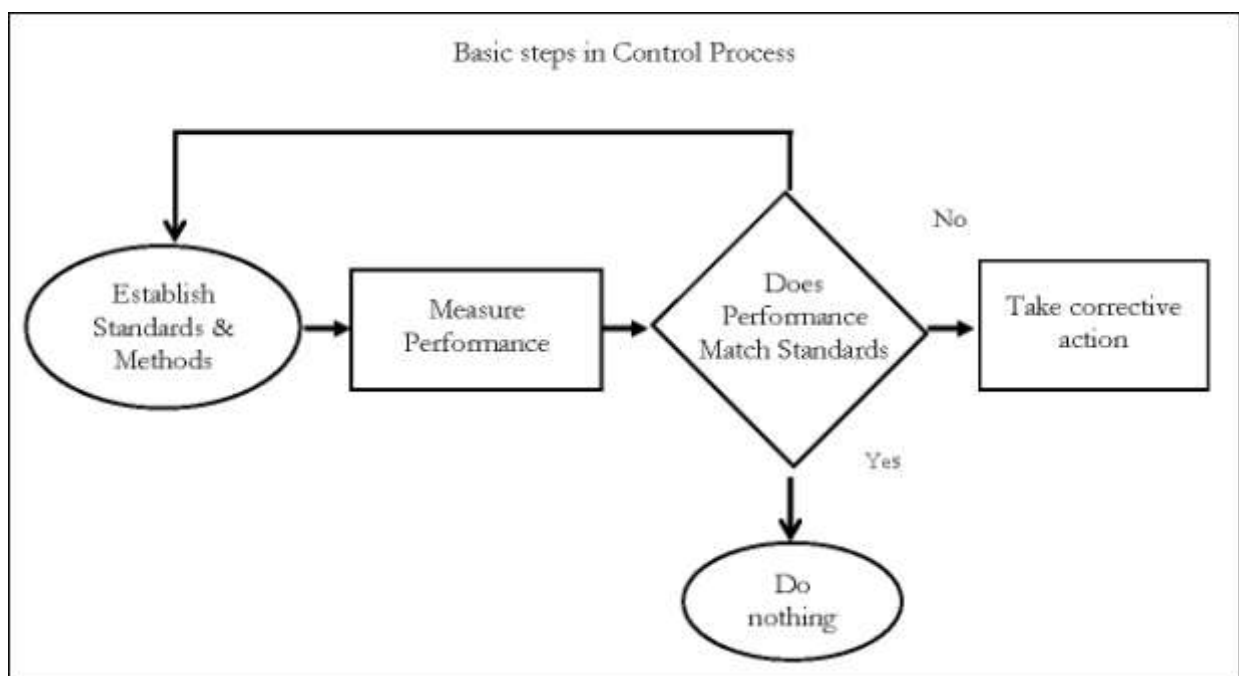 Basic steps in Control Process
No
Establish
Standards &
Methods
Measure
Performance
Does
Performance
Match Standards
Take corrective
action
Yes
Do
nothing